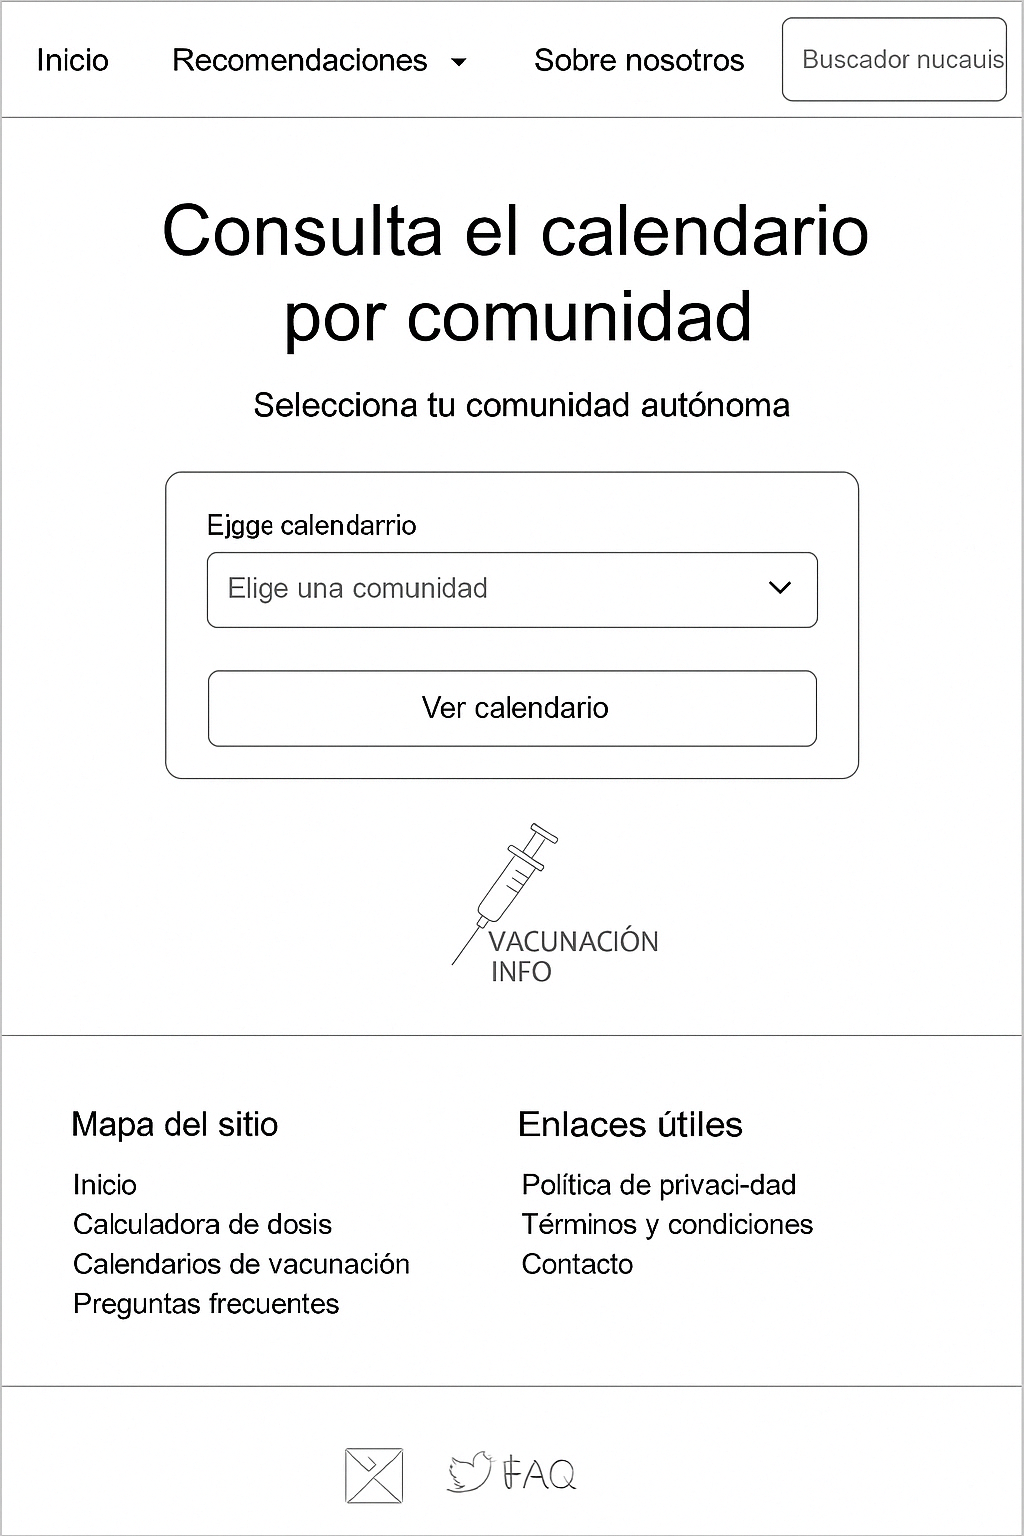 Inicio Recomendaciones Sobre nosotros Buscador nucauis
Consulta el calendario
por comunidad
Selecciona tu comunidad autónoma
Ejgge calendarrio
Elige una comunidad
Ver calendario
VACUNACIÓN
INFO
Mapa del sitio
Inicio
Calculadora de dosis
Calendarios de vacunación
Preguntas frecuentes
Enlaces útiles
Política de privaci-dad
Términos y condiciones
Contacto
FAQ